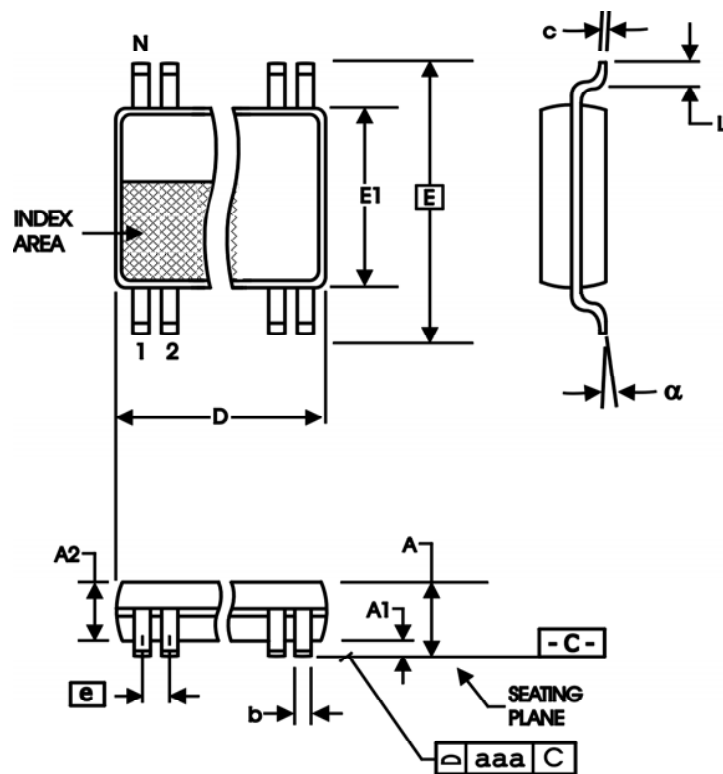 N
c
L
E1
E
INDEX
AREA
1 2
α
D
A2
A
A1
- C -
e
b
SEATING
PLANE
⌓ aaa C